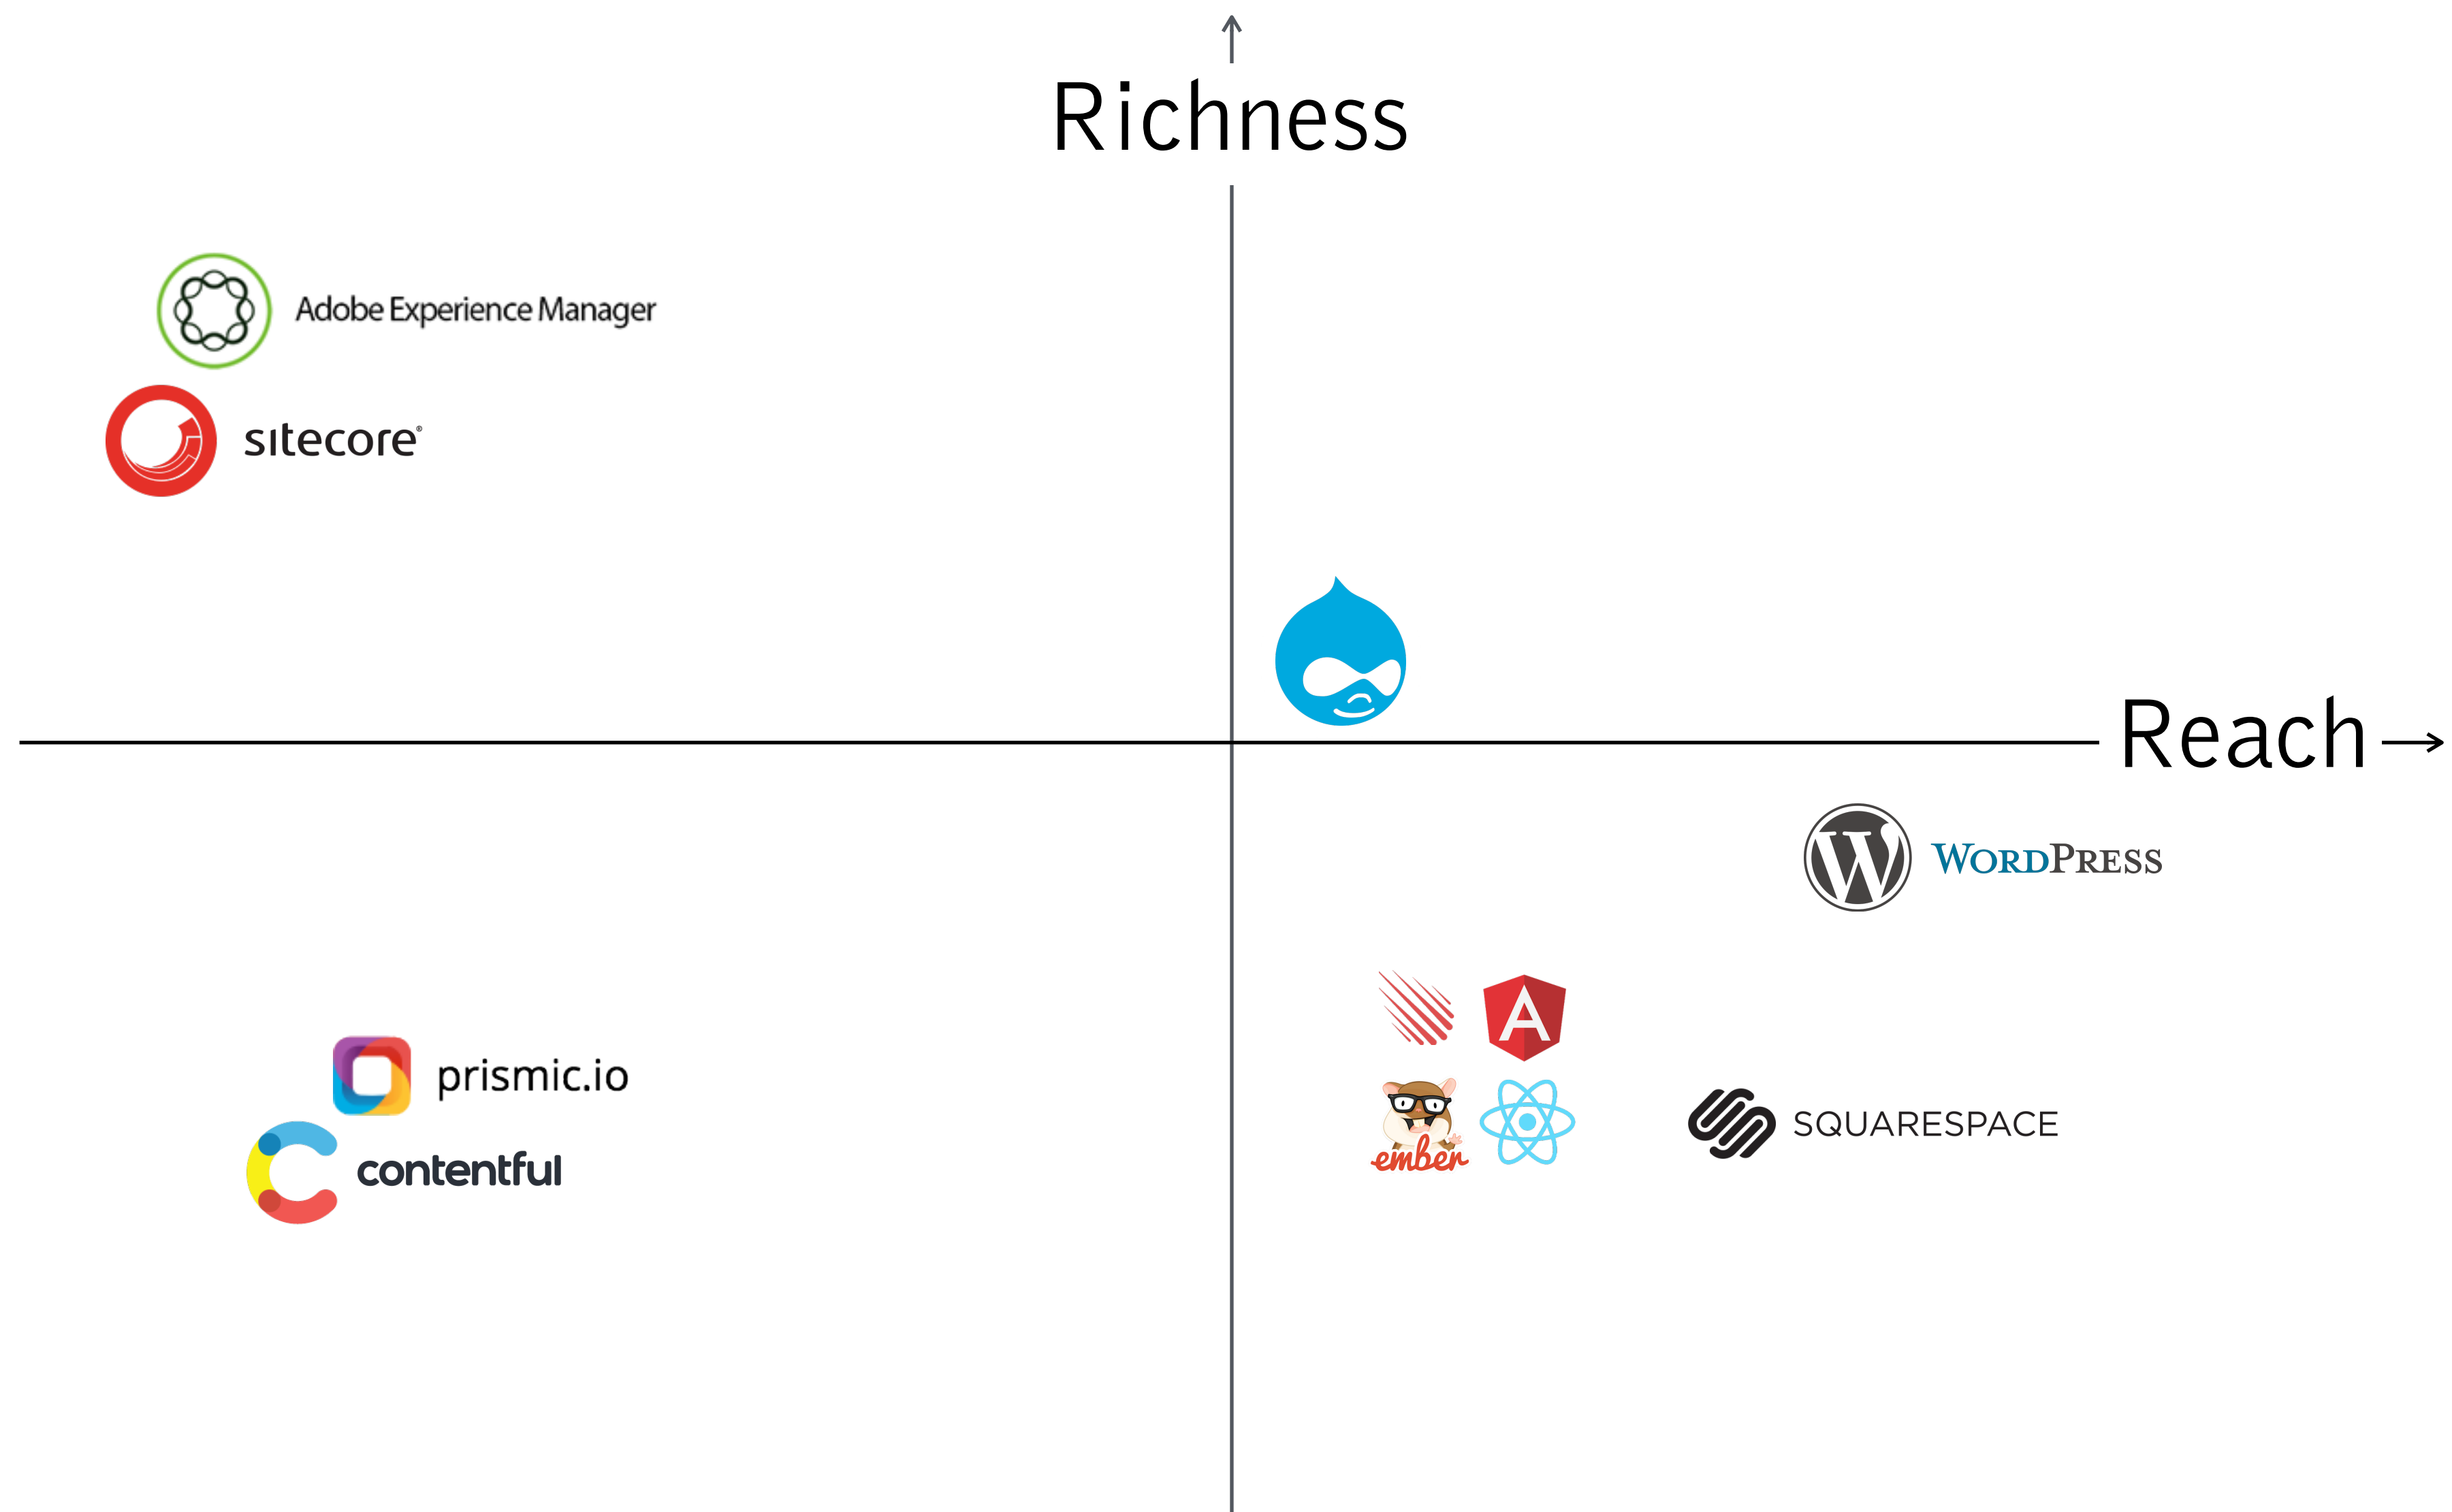 Richness
Adobe Experience Manager
sitecore®
Reach
W WORDPRESS
A
prismic.io
ember
SQUARESPACE
contentful